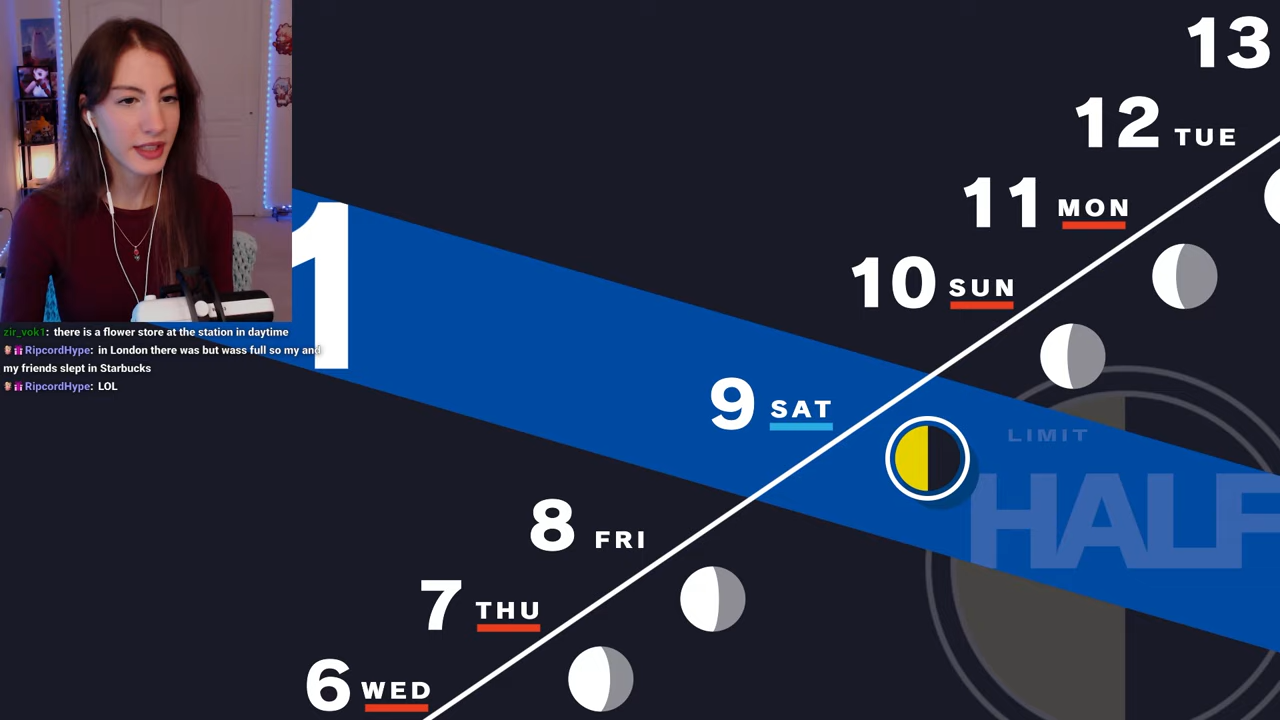 13
12 TUE
11 MON
10 SUN
1
zir_vok1: there is a flower store at the station in daytime
RipcordHype: in London there was but wass full so my and
my friends slept in Starbucks
RipcordHype: LOL
9 SAT
LIMIT
HALF
8 FRI
7 THU
6 WED